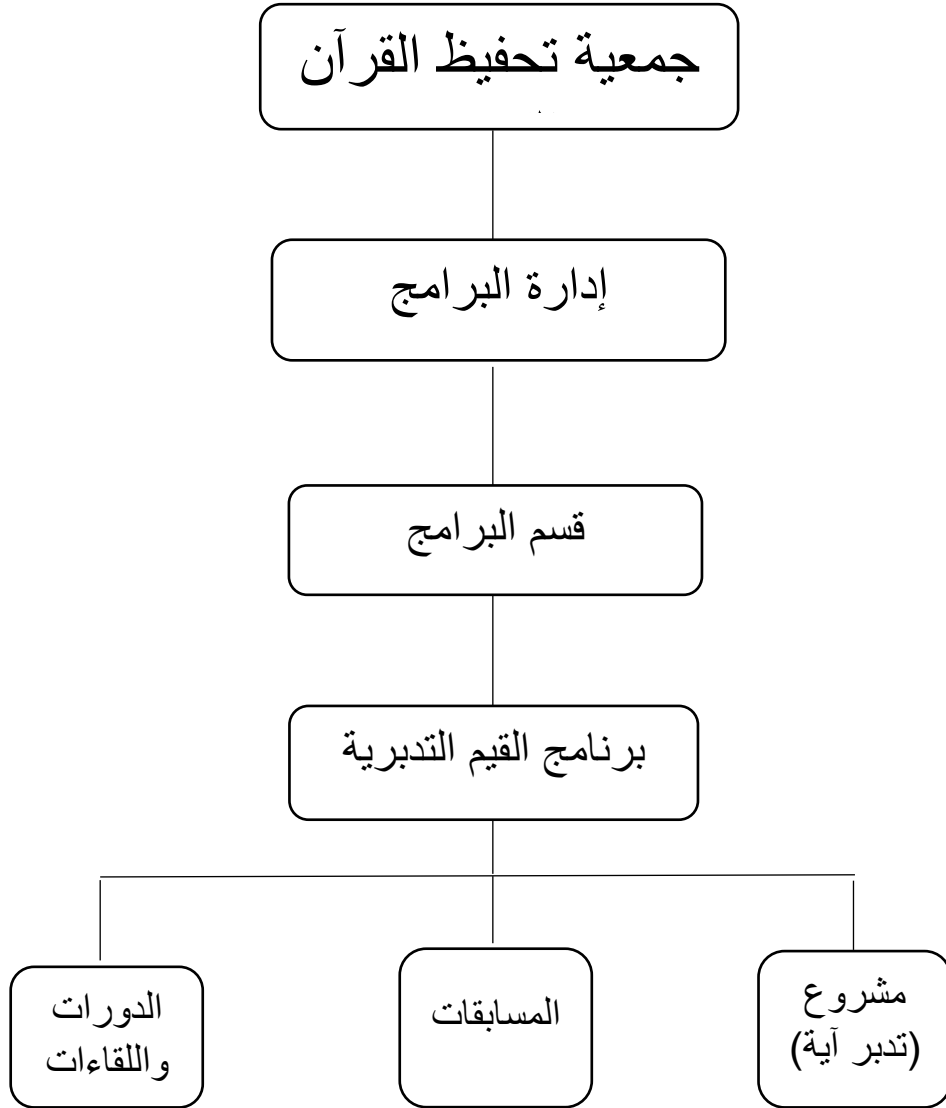 جمعية تحفيظ القرآن
إدارة البرامج
قسم البرامج
برنامج القيم التدبرية
مشروع
(تدبر آية)
المسابقات
الدورات
واللقاءات